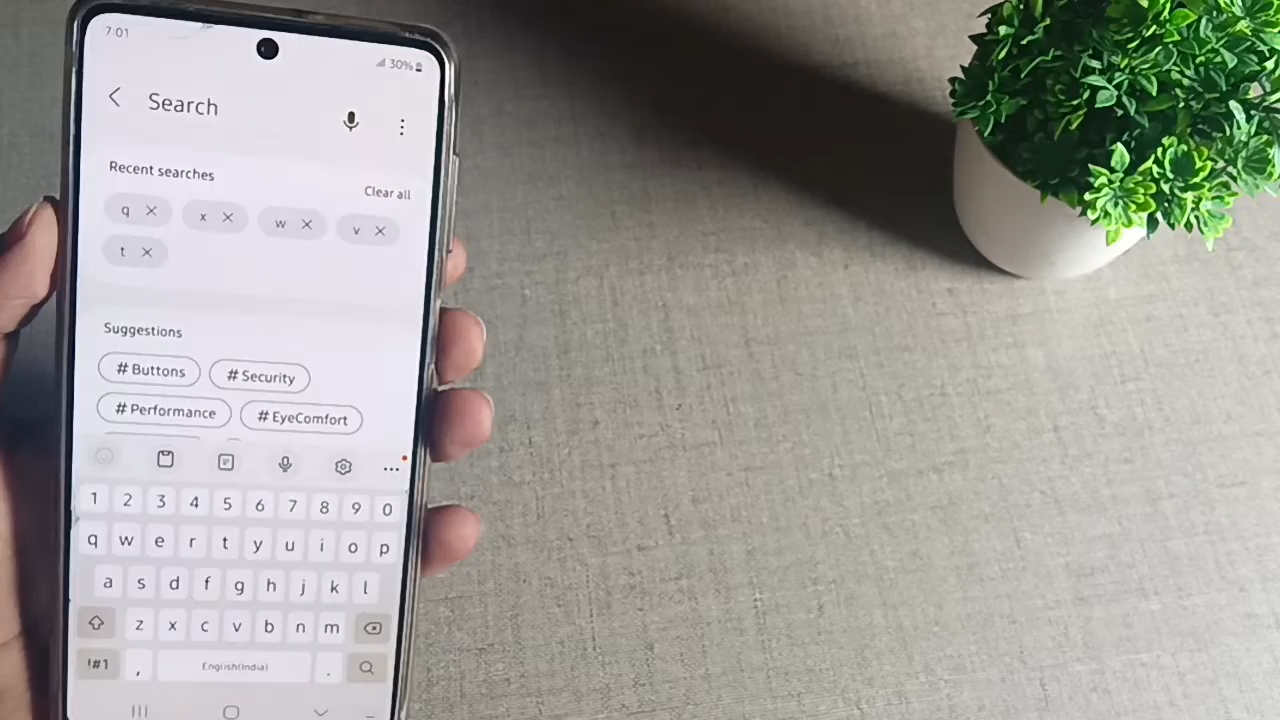 7:01
30%
Search
Recent searches
Clear all
q x w v
t
Suggestions
#Buttons #Security
#Performance #EyeComfort
1 2 3 4 5 6 7 8 9 0
q w e r t y u i o p
a s d f g h j k l
z x c v b n m
!#1 , English(India) .